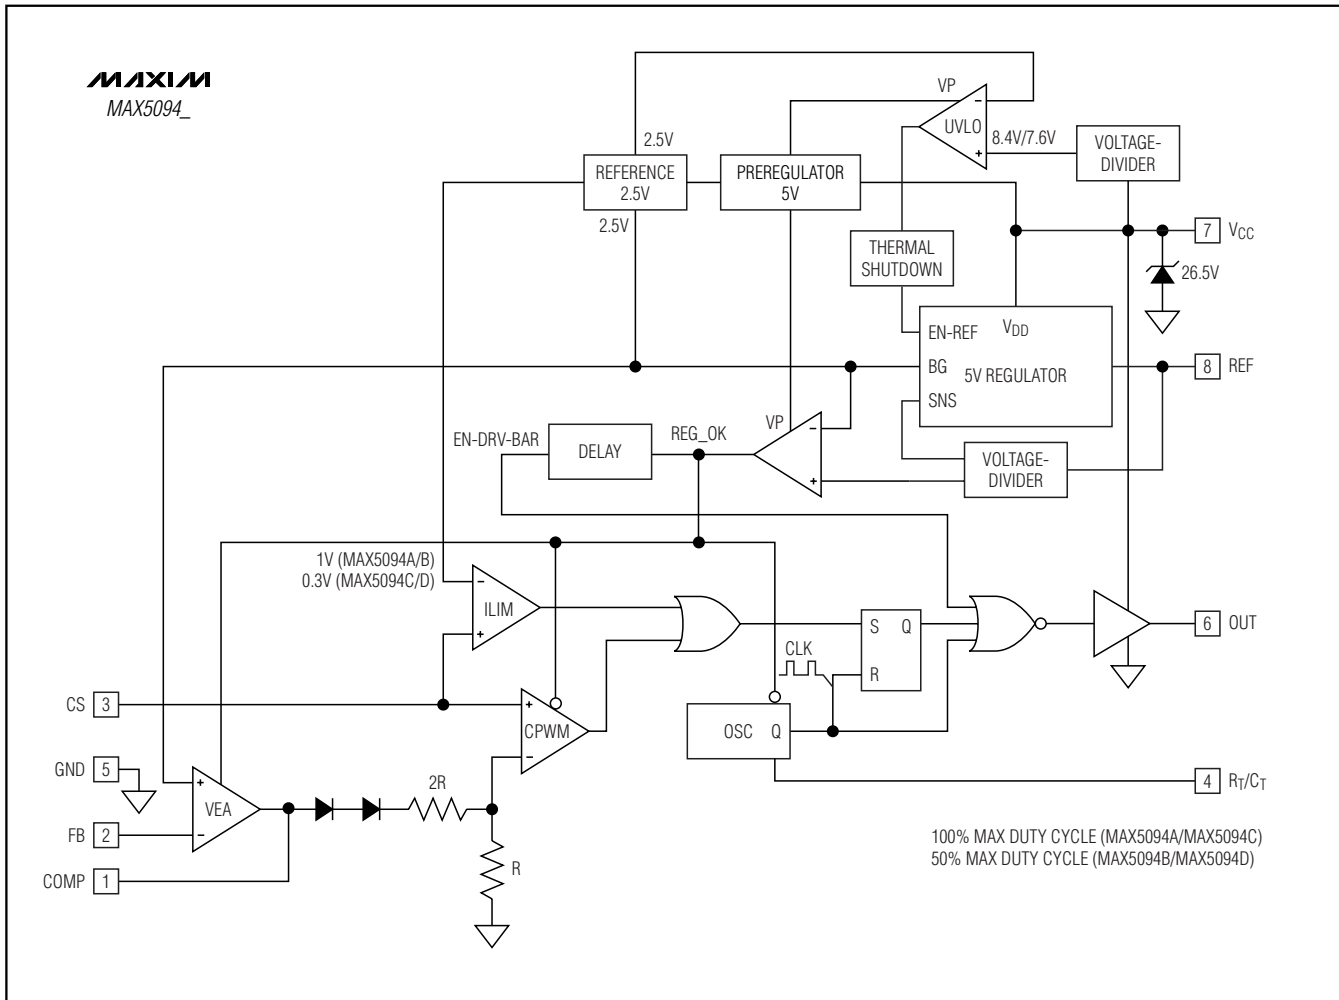 MAXIM
MAX5094_
VP
-
UVLO
+
8.4V/7.6V
VOLTAGE-
DIVIDER
2.5V
REFERENCE
2.5V
PREREGULATOR
5V
2.5V
7
VCC
THERMAL
SHUTDOWN
26.5V
EN-REF
VDD
BG
5V REGULATOR
SNS
8
REF
VP
-
+
EN-DRV-BAR
DELAY
REG_OK
VOLTAGE-
DIVIDER
1V (MAX5094A/B)
0.3V (MAX5094C/D)
-
ILIM
+
S
Q
R
CLK
6
OUT
CS
3
+
CPWM
-
OSC
Q
GND
5
4
RT/CT
+
VEA
-
2R
FB
2
R
COMP
1
100% MAX DUTY CYCLE (MAX5094A/MAX5094C)
50% MAX DUTY CYCLE (MAX5094B/MAX5094D)